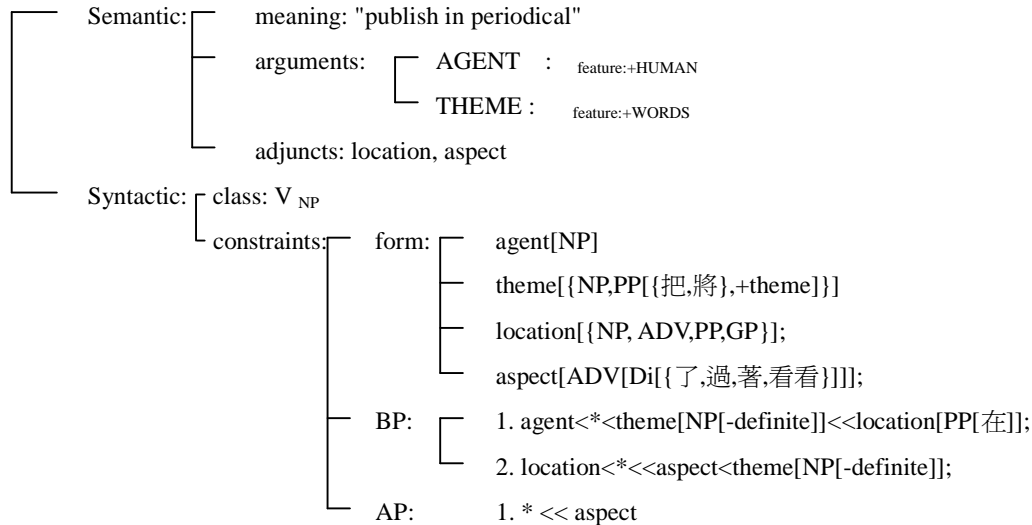 Semantic: meaning: "publish in periodical"
arguments: AGENT : feature:+HUMAN
THEME : feature:+WORDS
adjuncts: location, aspect
Syntactic: class: V NP
constraints: form: agent[NP]
theme[{NP,PP[{把,將},+theme]}]
location[{NP, ADV,PP,GP}];
aspect[ADV[Di[{了,過,著,看看}]]];
BP: 1. agent<*<theme[NP[-definite]]<<location[PP[在]];
2. location<*<<aspect<theme[NP[-definite]];
AP: 1. * << aspect